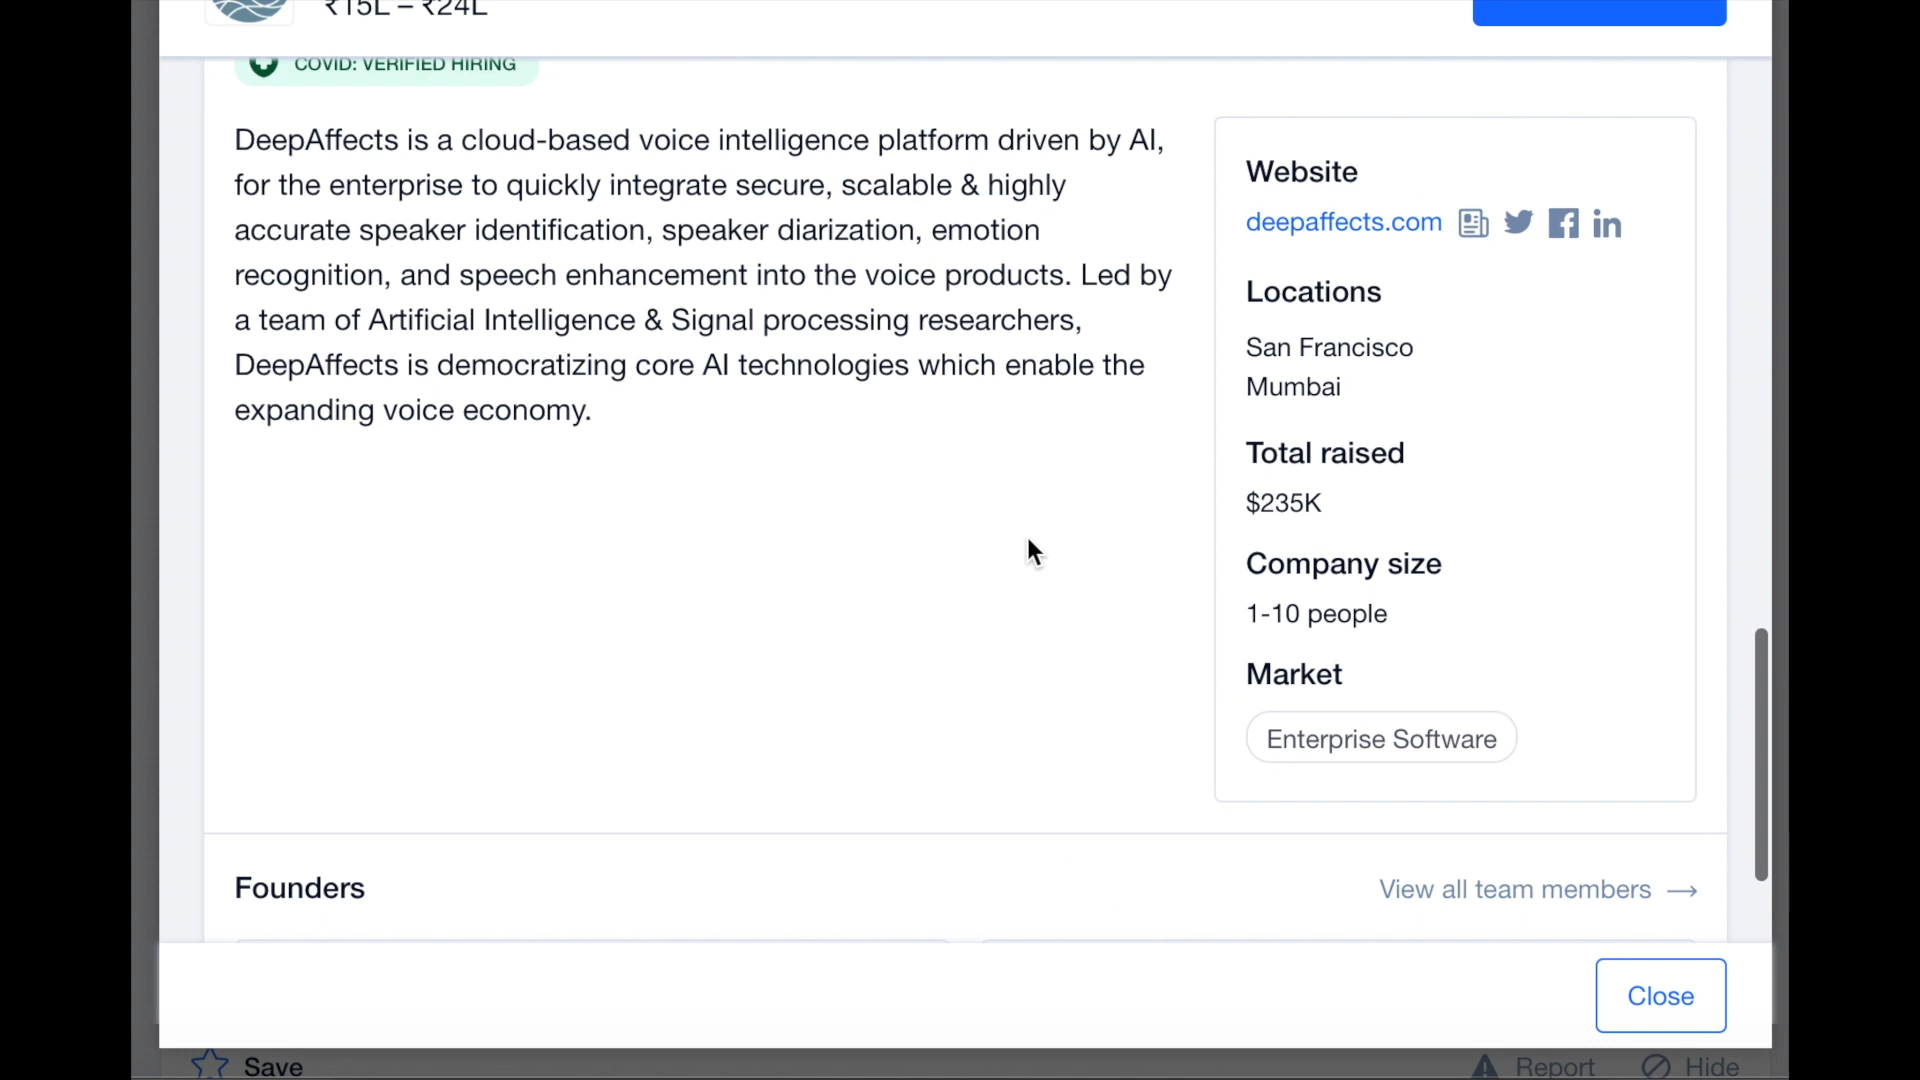 ₹15L – ₹24L
COVID: VERIFIED HIRING
DeepAffects is a cloud-based voice intelligence platform driven by AI,
for the enterprise to quickly integrate secure, scalable & highly
accurate speaker identification, speaker diarization, emotion
recognition, and speech enhancement into the voice products. Led by
a team of Artificial Intelligence & Signal processing researchers,
DeepAffects is democratizing core AI technologies which enable the
expanding voice economy.
Website
deepaffects.com
Locations
San Francisco
Mumbai
Total raised
$235K
Company size
1-10 people
Market
Enterprise Software
Founders
View all team members →
Close
Save
Report
Hide